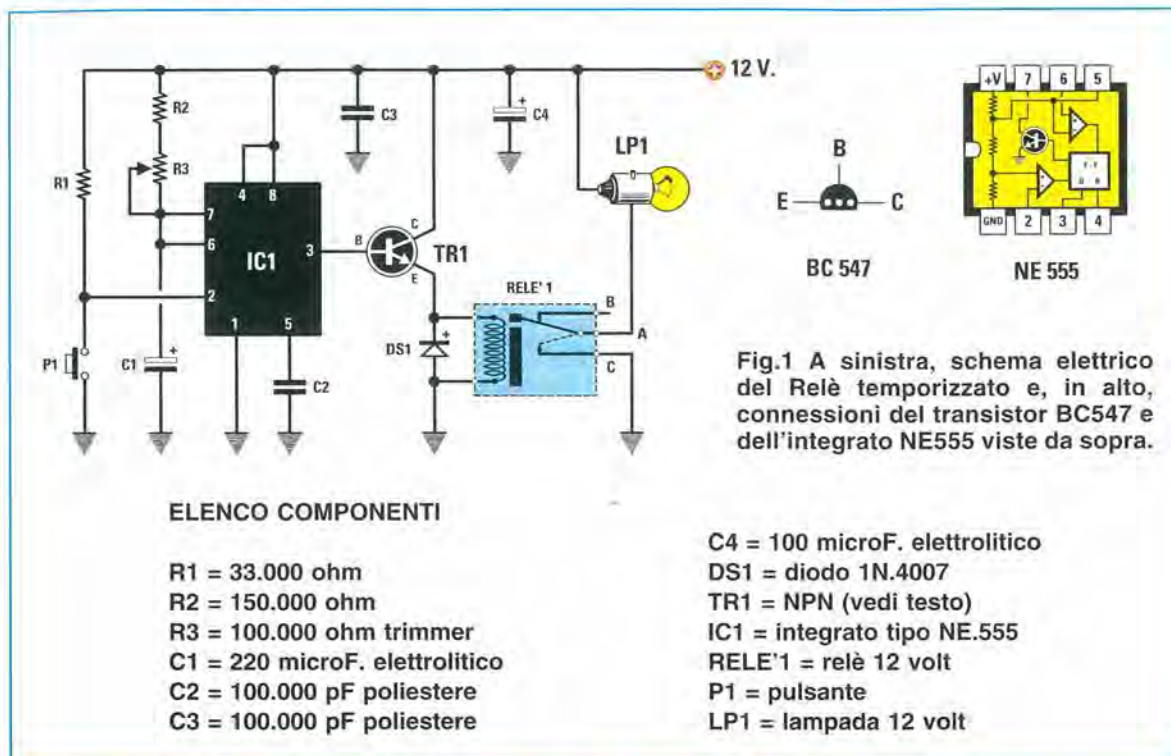 12 V.
R1
R2
R3
C3
C4
+
LP1
4
8
7
6
2
3
1
5
IC1
B
C
E
TR1
P1
C1
+
C2
DS1
+
RELE' 1
B
A
C
B
E
C
BC 547
+V
7
6
5
GND
2
3
4
NE 555
Fig.1 A sinistra, schema elettrico
del Relè temporizzato e, in alto,
connessioni del transistor BC547 e
dell'integrato NE555 viste da sopra.
ELENCO COMPONENTI
R1 = 33.000 ohm
R2 = 150.000 ohm
R3 = 100.000 ohm trimmer
C1 = 220 microF. elettrolitico
C2 = 100.000 pF poliestere
C3 = 100.000 pF poliestere
C4 = 100 microF. elettrolitico
DS1 = diodo 1N.4007
TR1 = NPN (vedi testo)
IC1 = integrato tipo NE.555
RELE'1 = relè 12 volt
P1 = pulsante
LP1 = lampada 12 volt